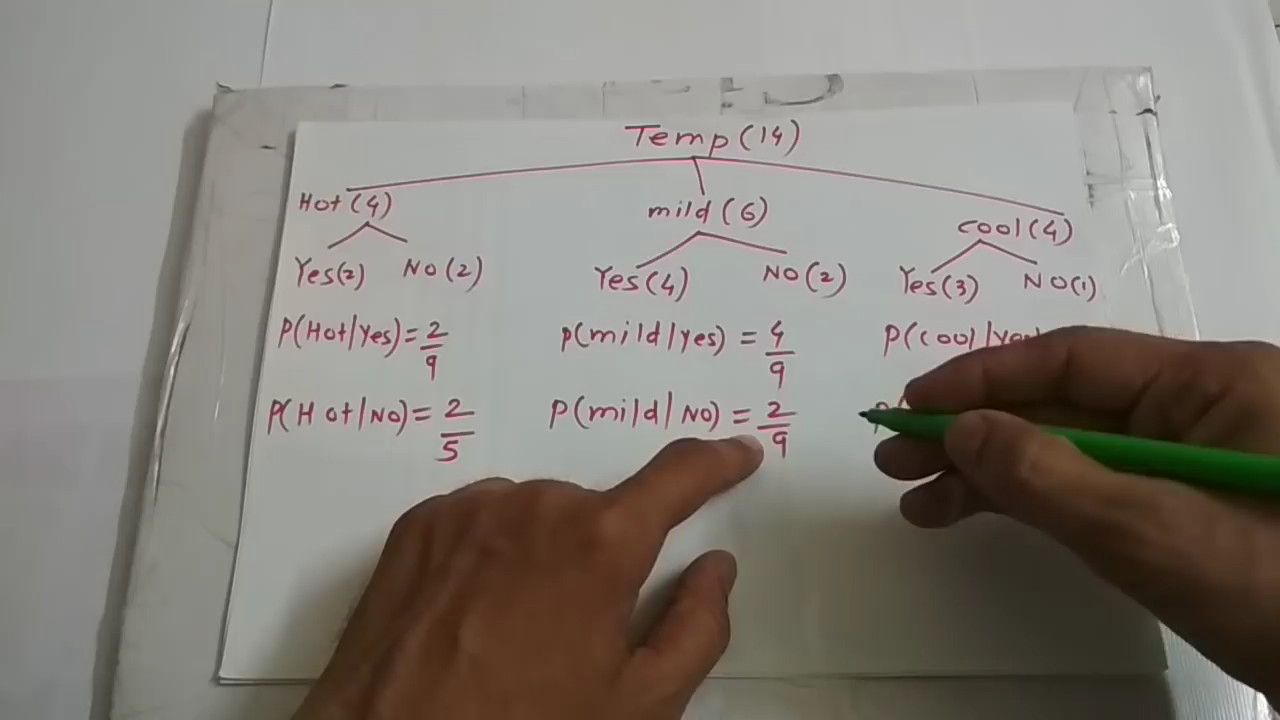 Temp (14)
Hot (4) mild (6) cool (4)
Yes(2) NO (2) Yes(4) NO(2) Yes(3) NO(1)
P(Hot/Yes) = 2/9 p(mild/yes) = 4/9 p(cool/yes)
P(Hot/NO) = 2/5 P(mild/NO) = 2/9